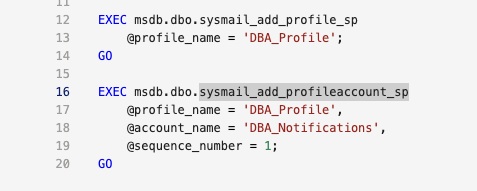 11
12 EXEC msdb.dbo.sysmail_add_profile_sp
13 @profile_name = 'DBA_Profile';
14 GO
15
16 EXEC msdb.dbo.sysmail_add_profileaccount_sp
17 @profile_name = 'DBA_Profile',
18 @account_name = 'DBA_Notifications',
19 @sequence_number = 1;
20 GO